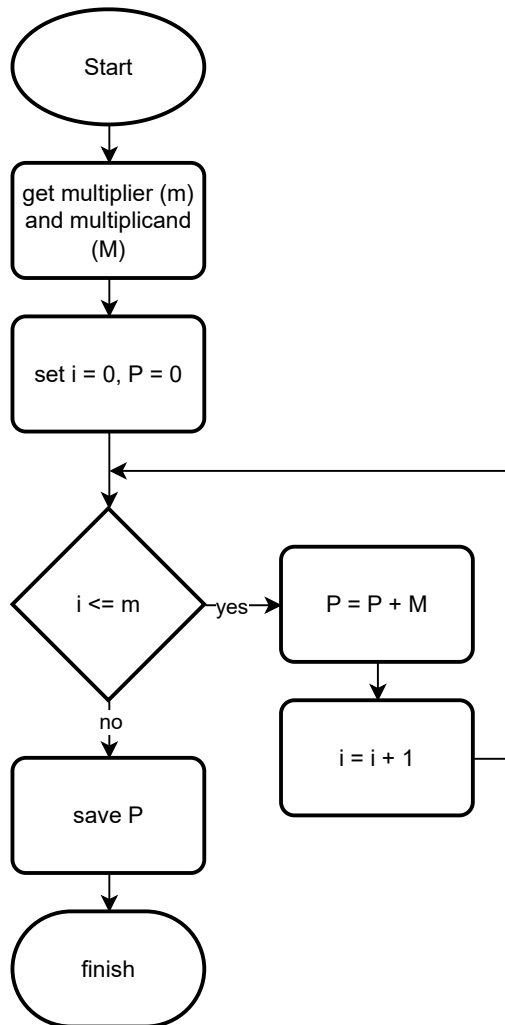 Start
get multiplier (m)
and multiplicand
(M)
set i = 0, P = 0
i <= m
yes
P = P + M
i = i + 1
no
save P
finish